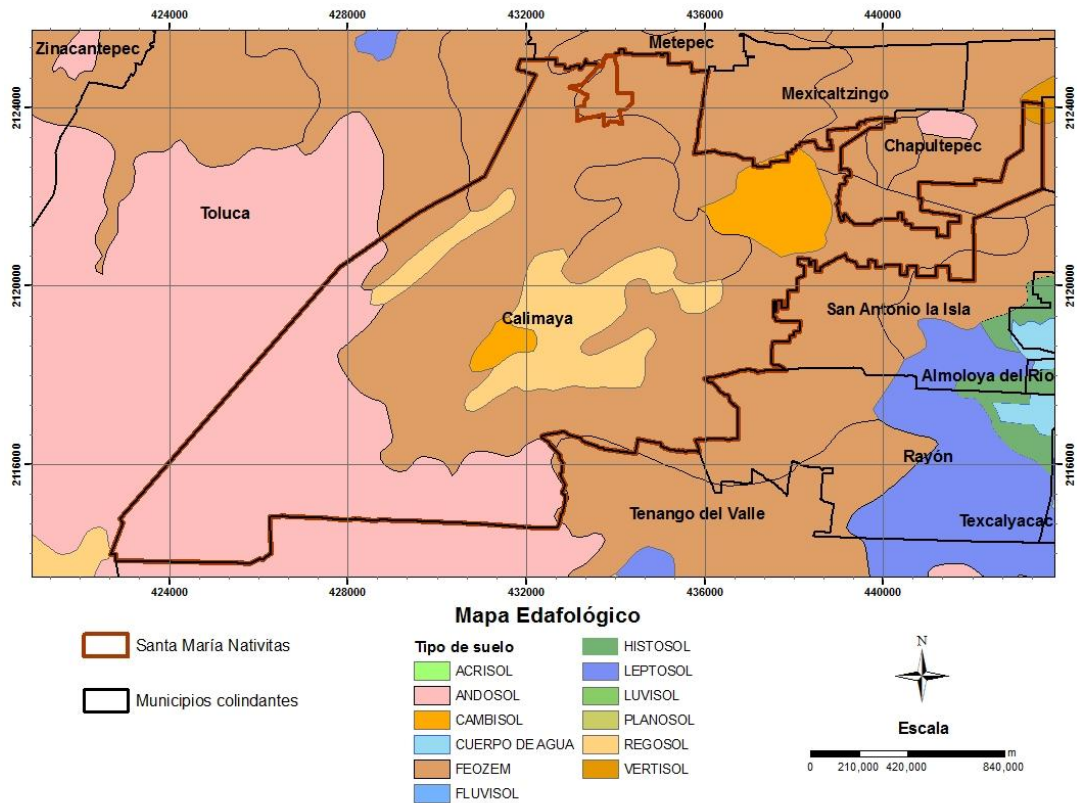 424000 428000 432000 436000 440000
Zinacantepec
Metepec
2124000 2124000
Mexicaltzingo
Chapultepec
Toluca
2120000 2120000
San Antonio la Isla
Calimaya
Almoloya del Río
2116000 2116000
Rayón
Tenango del Valle
Texcalyacac
424000 428000 432000 436000 440000
Mapa Edafológico
Santa María Nativitas
Municipios colindantes
Tipo de suelo
ACRISOL
ANDOSOL
CAMBISOL
CUERPO DE AGUA
FEOZEM
FLUVISOL
HISTOSOL
LEPTOSOL
LUVISOL
PLANOSOL
REGOSOL
VERTISOL
N
Escala
m
0 210,000 420,000 840,000